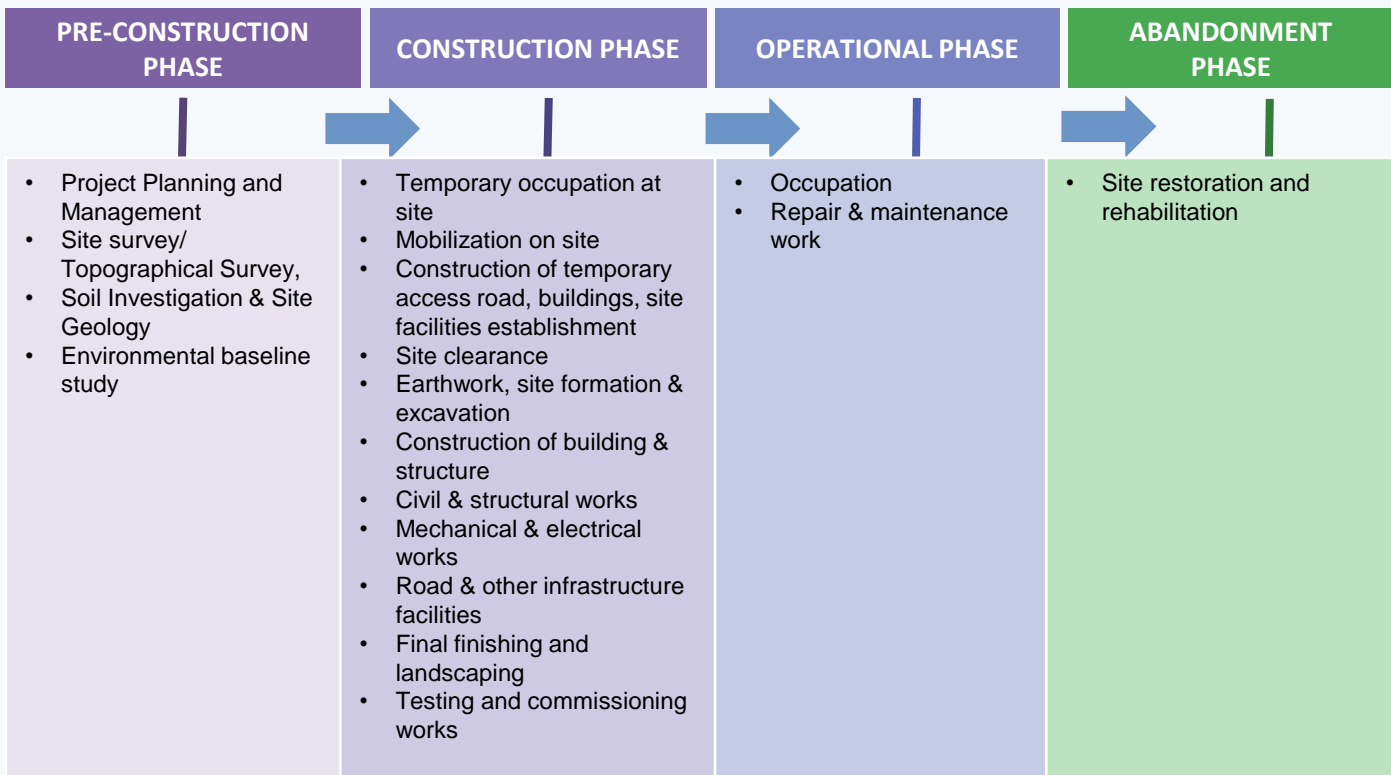 PRE-CONSTRUCTION
PHASE
CONSTRUCTION PHASE
OPERATIONAL PHASE
ABANDONMENT
PHASE
• Project Planning and
Management
• Site survey/
Topographical Survey,
• Soil Investigation & Site
Geology
• Environmental baseline
study
• Temporary occupation at
site
• Mobilization on site
• Construction of temporary
access road, buildings, site
facilities establishment
• Site clearance
• Earthwork, site formation &
excavation
• Construction of building &
structure
• Civil & structural works
• Mechanical & electrical
works
• Road & other infrastructure
facilities
• Final finishing and
landscaping
• Testing and commissioning
works
• Occupation
• Repair & maintenance
work
• Site restoration and
rehabilitation